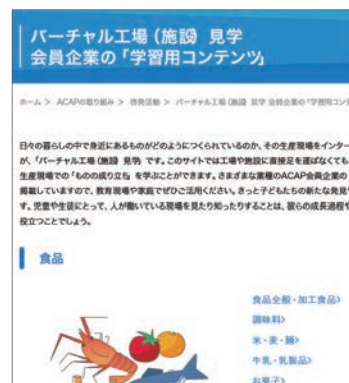 バーチャル工場（施設）見学
会員企業の「学習用コンテンツ」
ホーム > ACAPの取り組み > 啓発活動 > バーチャル工場（施設）見学 会員企業の「学習用コンテン
日々の暮らしの中で身近にあるものがどのようにつくられているのか、その生産現場をインター
が、「バーチャル工場（施設）見学」です。このサイトでは工場や施設に直接足を運ばなくても
生産現場での「ものの成り立ち」を学ぶことができます。さまざまな業種のACAP会員企業の
掲載していますので、教育現場や家庭でぜひご活用ください。きっと子どもたちの新たな発見や
す。児童や生徒にとって、人が働いている現場を見たり知ったりすることは、彼らの成長過程や
役立つことでしょう。
食品
食品全般・加工食品>
調味料>
米・麦・麺>
牛乳・乳製品>
お菓子>